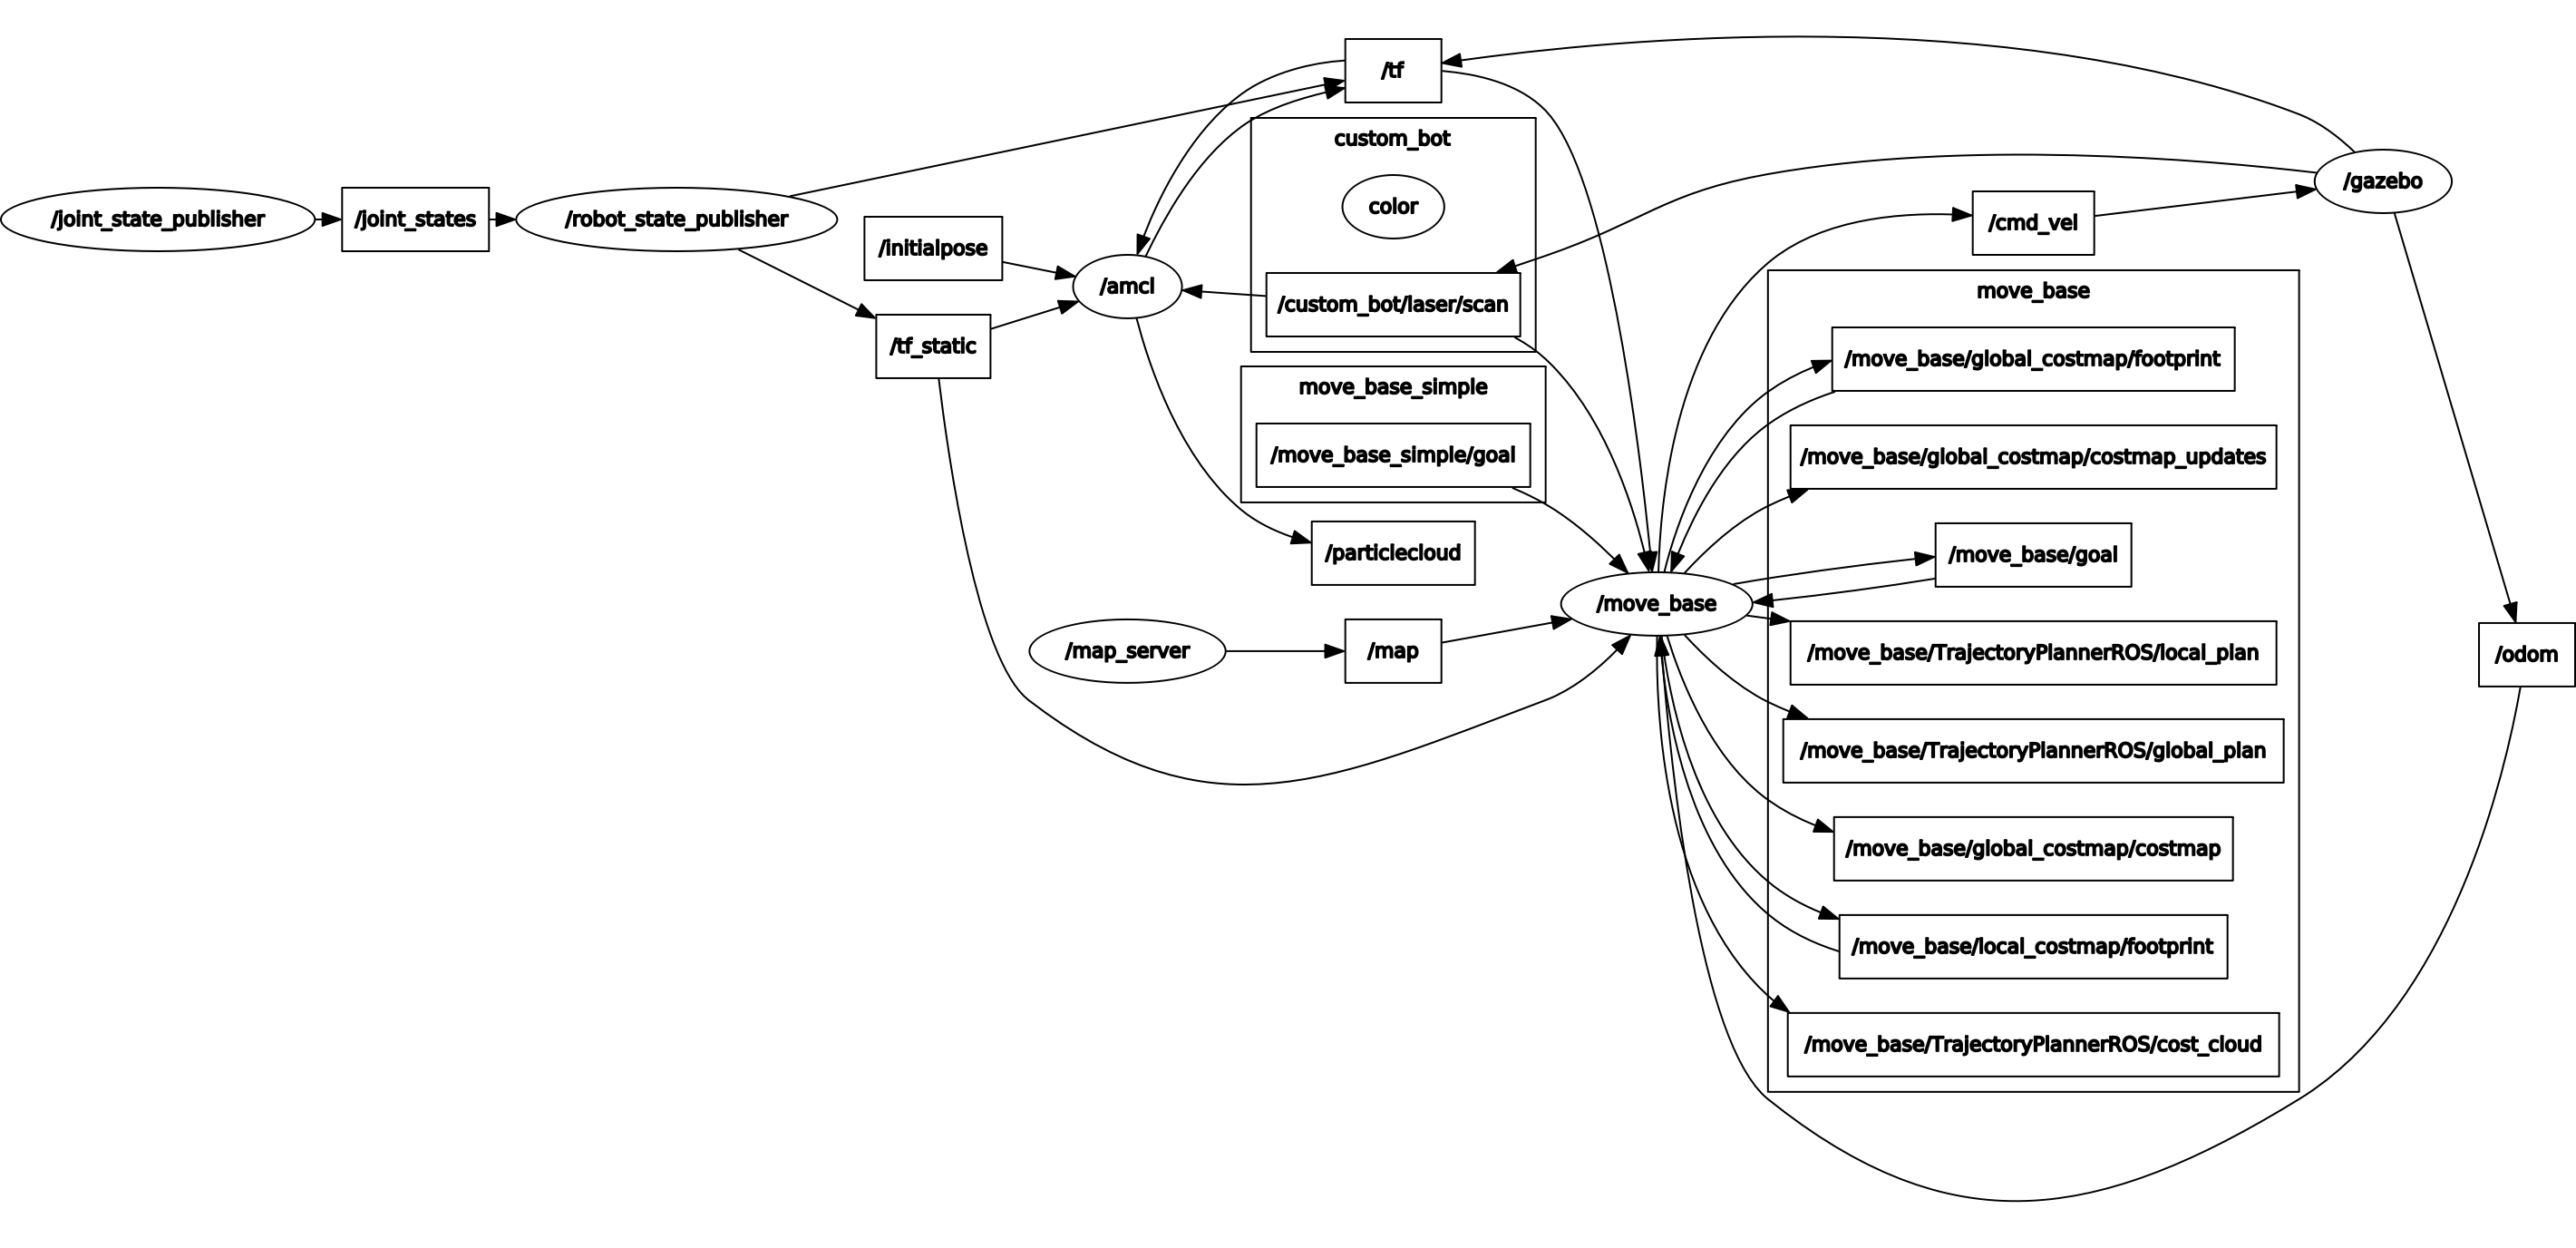 /tf
custom_bot
color
/custom_bot/laser/scan
/joint_state_publisher
/joint_states
/robot_state_publisher
/initialpose
/tf_static
/amcl
move_base_simple
/move_base_simple/goal
/particlecloud
/map_server
/map
/move_base
/gazebo
/cmd_vel
move_base
/move_base/global_costmap/footprint
/move_base/global_costmap/costmap_updates
/move_base/goal
/move_base/TrajectoryPlannerROS/local_plan
/move_base/TrajectoryPlannerROS/global_plan
/move_base/global_costmap/costmap
/move_base/local_costmap/footprint
/move_base/TrajectoryPlannerROS/cost_cloud
/odom